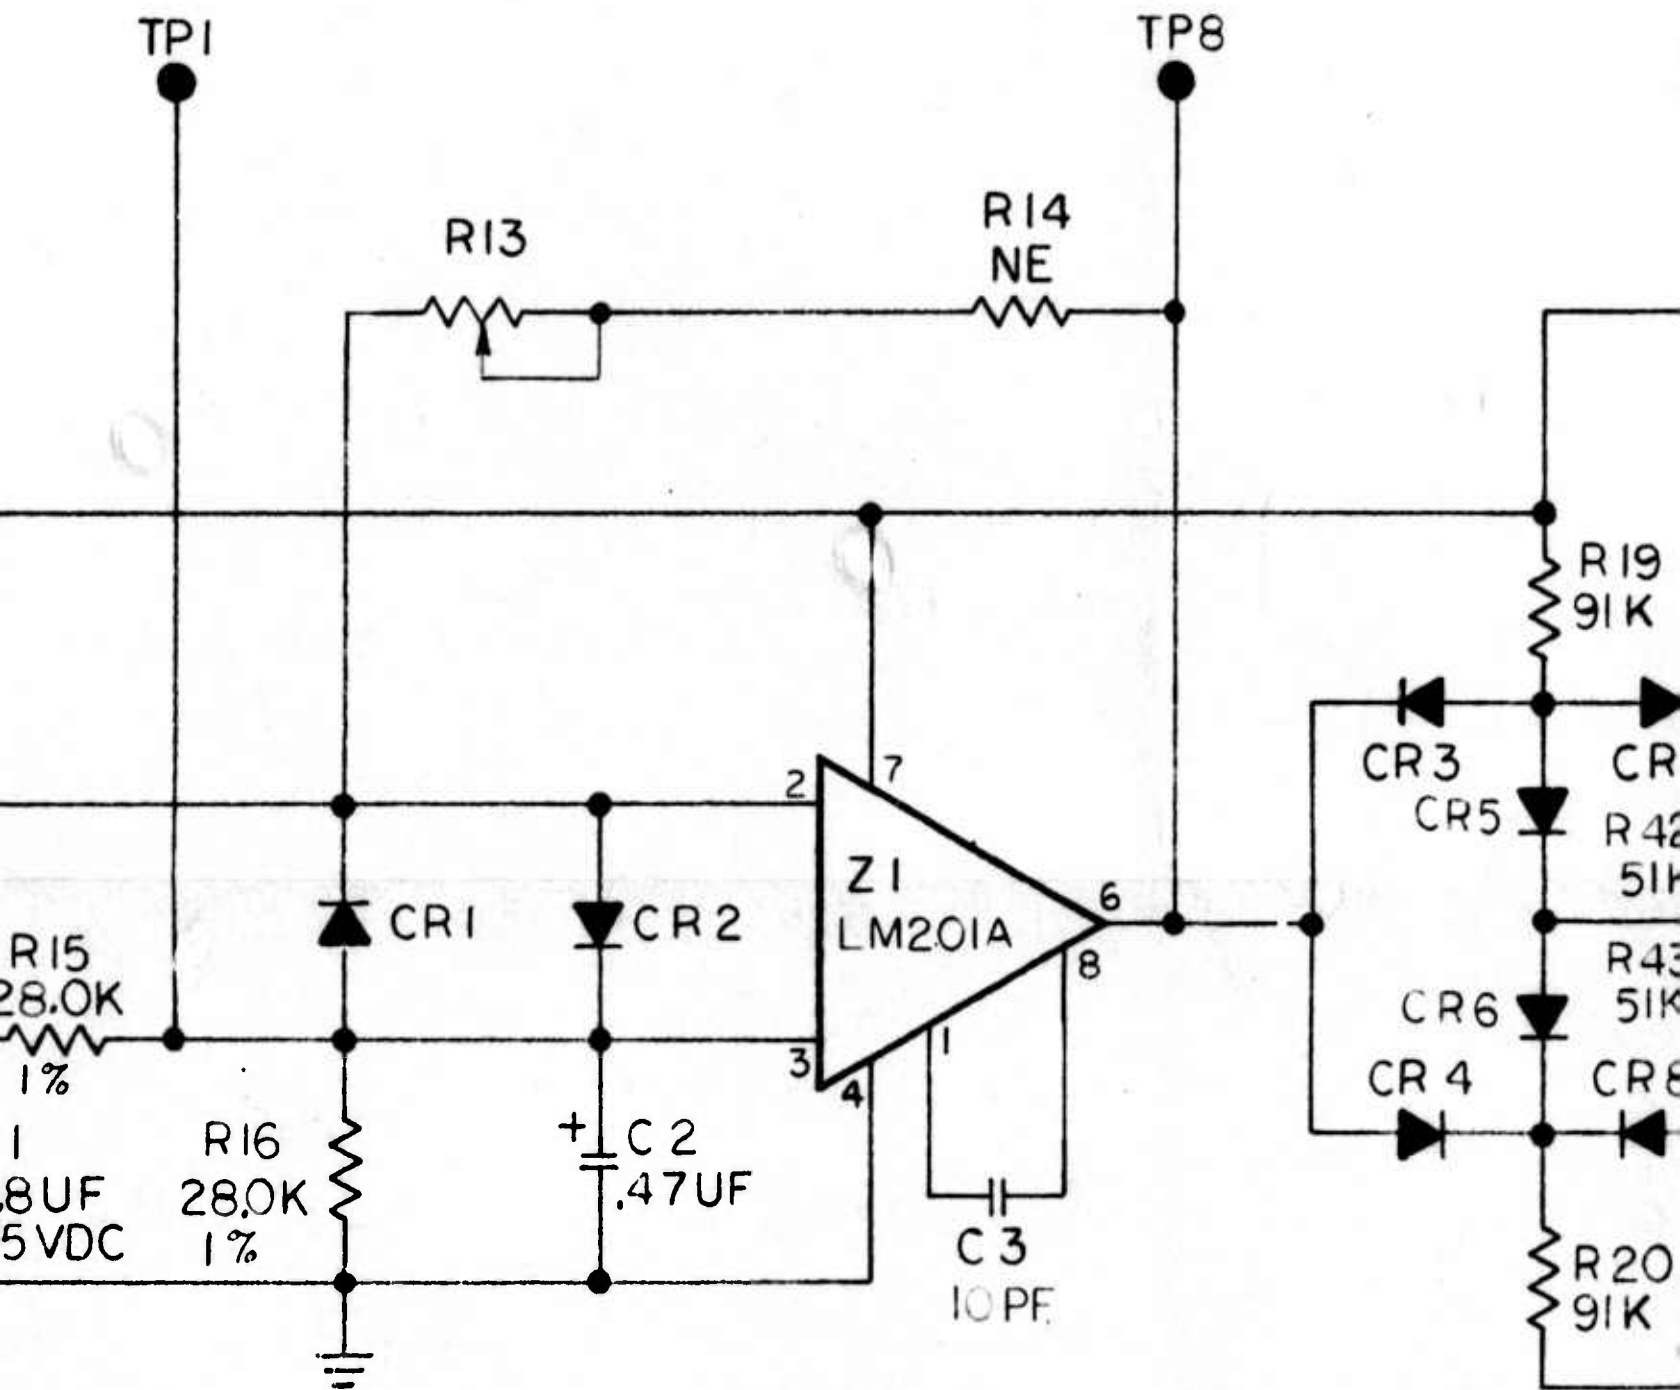 TP1
TP8
R13
R14
NE
R19
91K
CR3
CR5
R42
CR1
CR2
Z1
LM201A
2
7
6
8
3
4
1
R15
28.0K
1%
R43
CR6
CR4
CR8
R16
28.0K
1%
+
C2
.47UF
C3
10PF
1
.8UF
5VDC
R20
91K